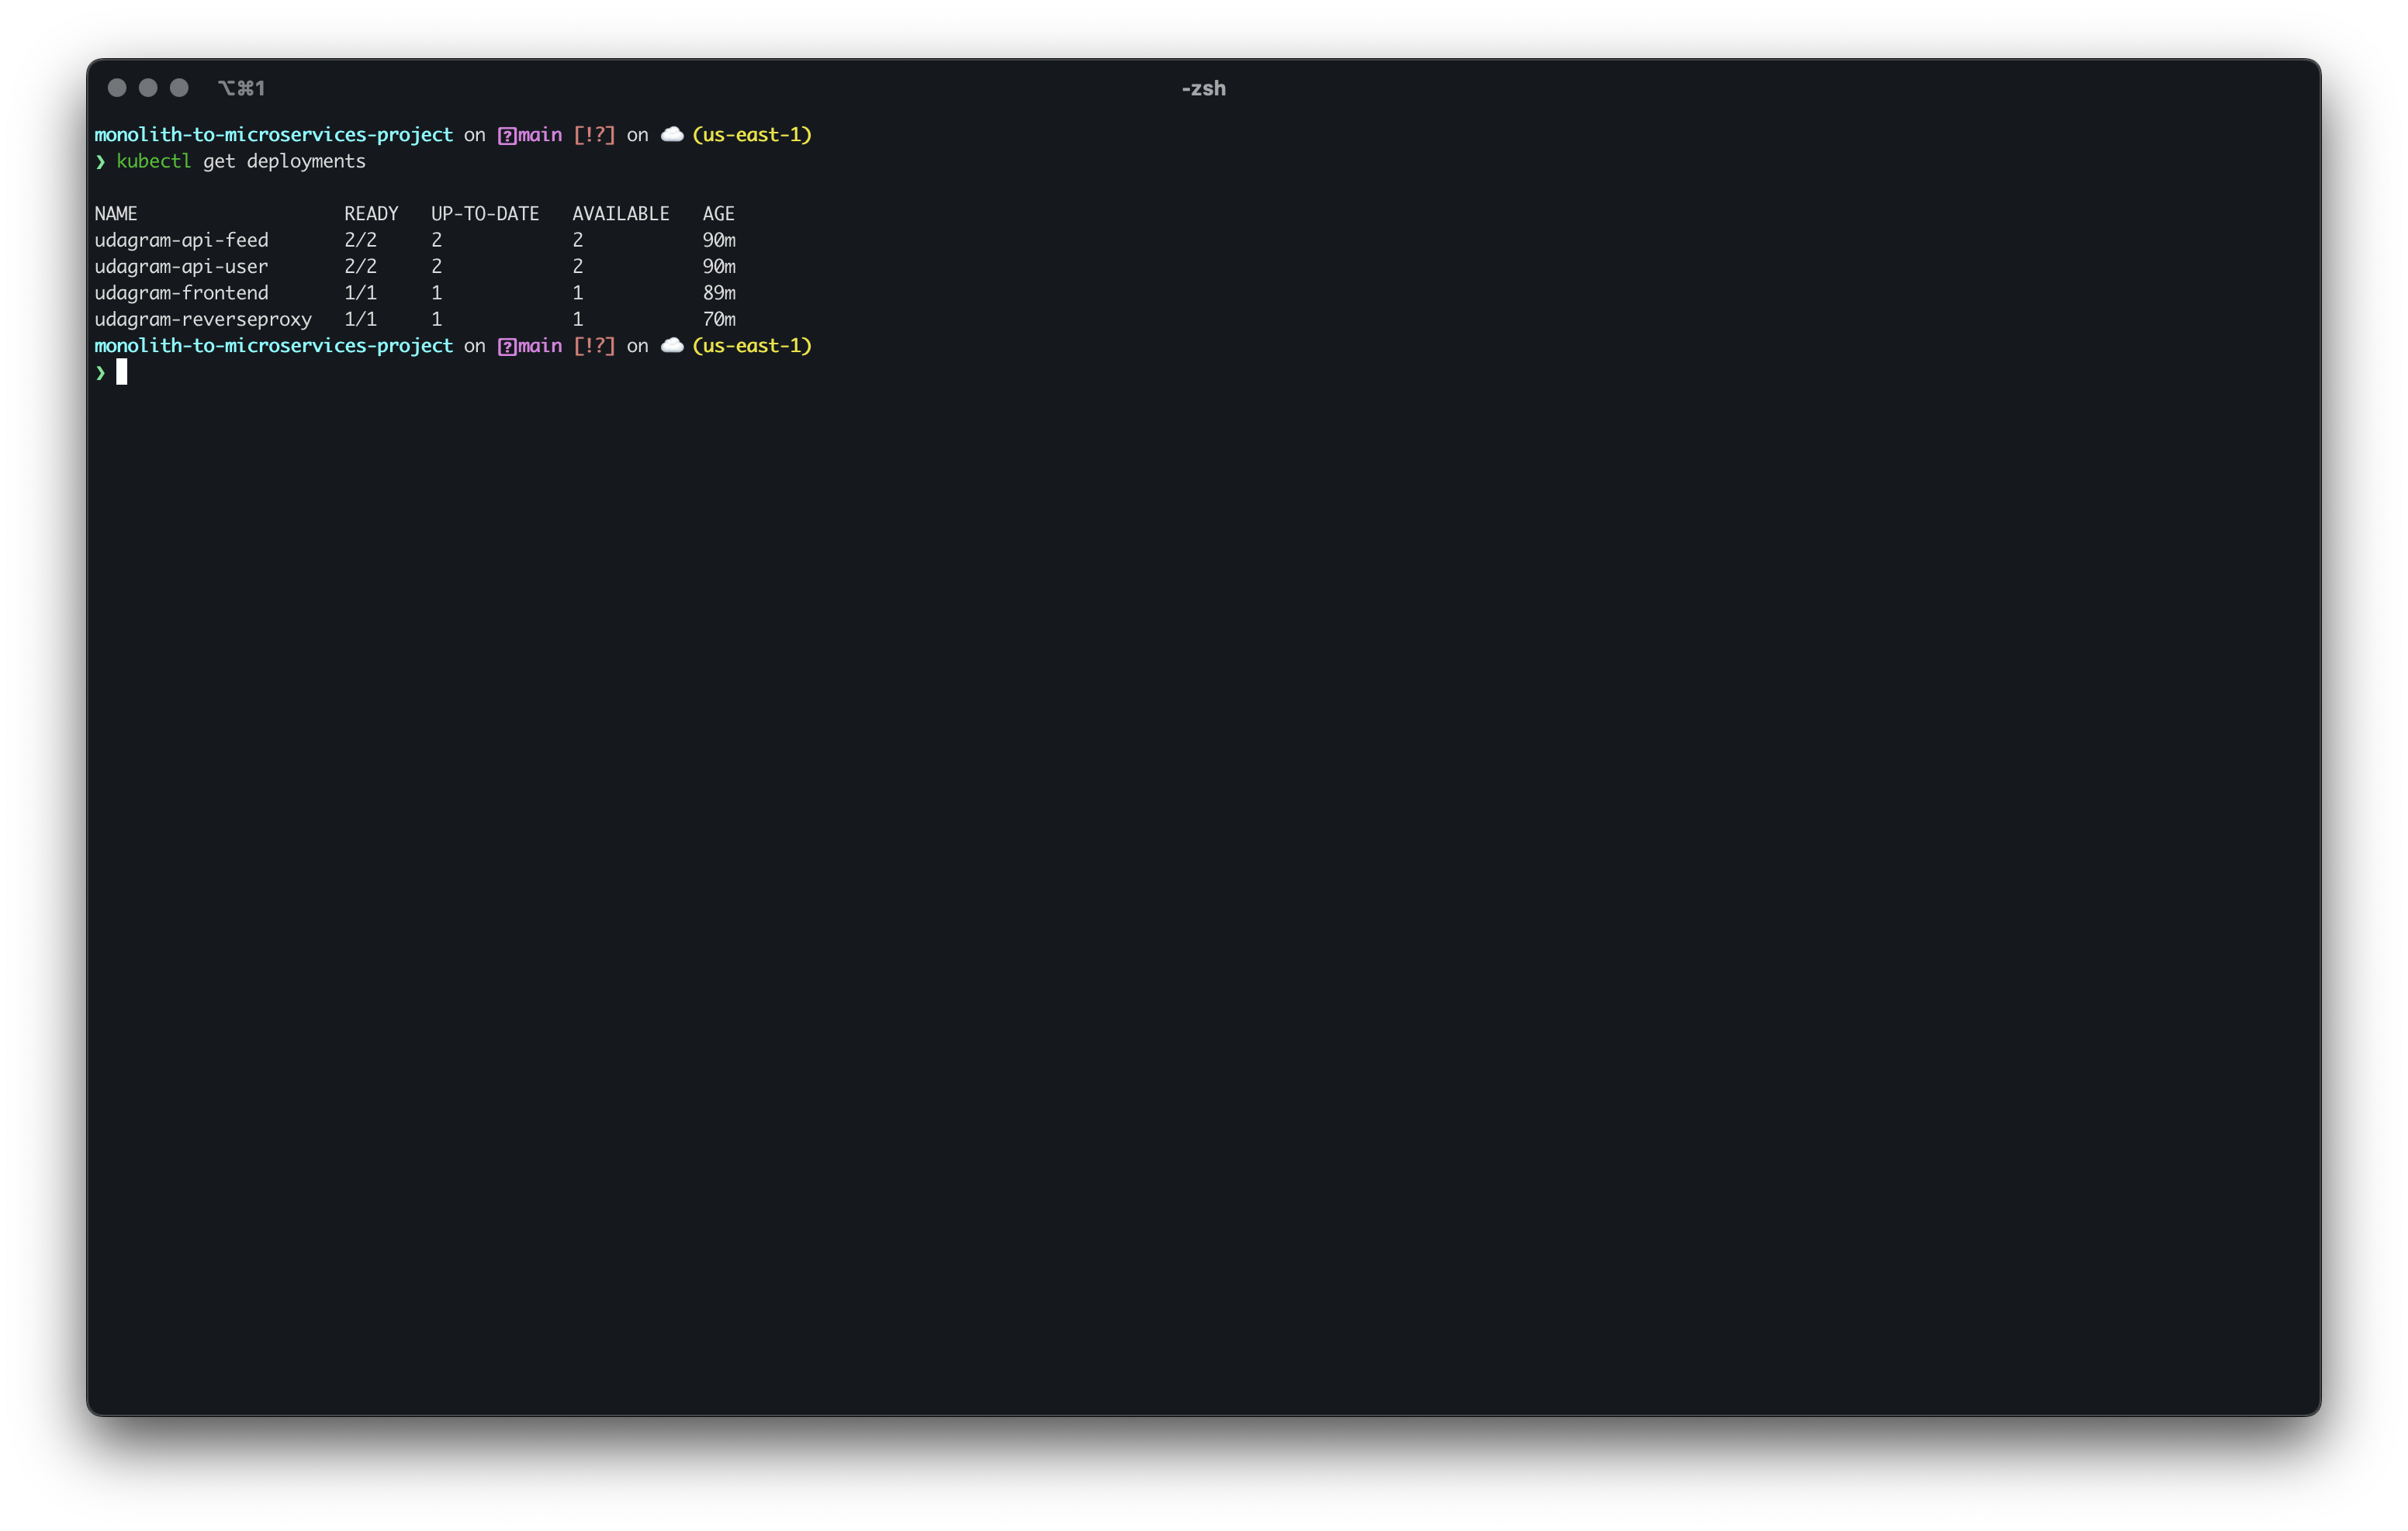 ⌥⌘1 -zsh
monolith-to-microservices-project on [?]main [!?] on ☁️ (us-east-1)
❯ kubectl get deployments
NAME READY UP-TO-DATE AVAILABLE AGE
udagram-api-feed 2/2 2 2 90m
udagram-api-user 2/2 2 2 90m
udagram-frontend 1/1 1 1 89m
udagram-reverseproxy 1/1 1 1 70m
monolith-to-microservices-project on [?]main [!?] on ☁️ (us-east-1)
❯